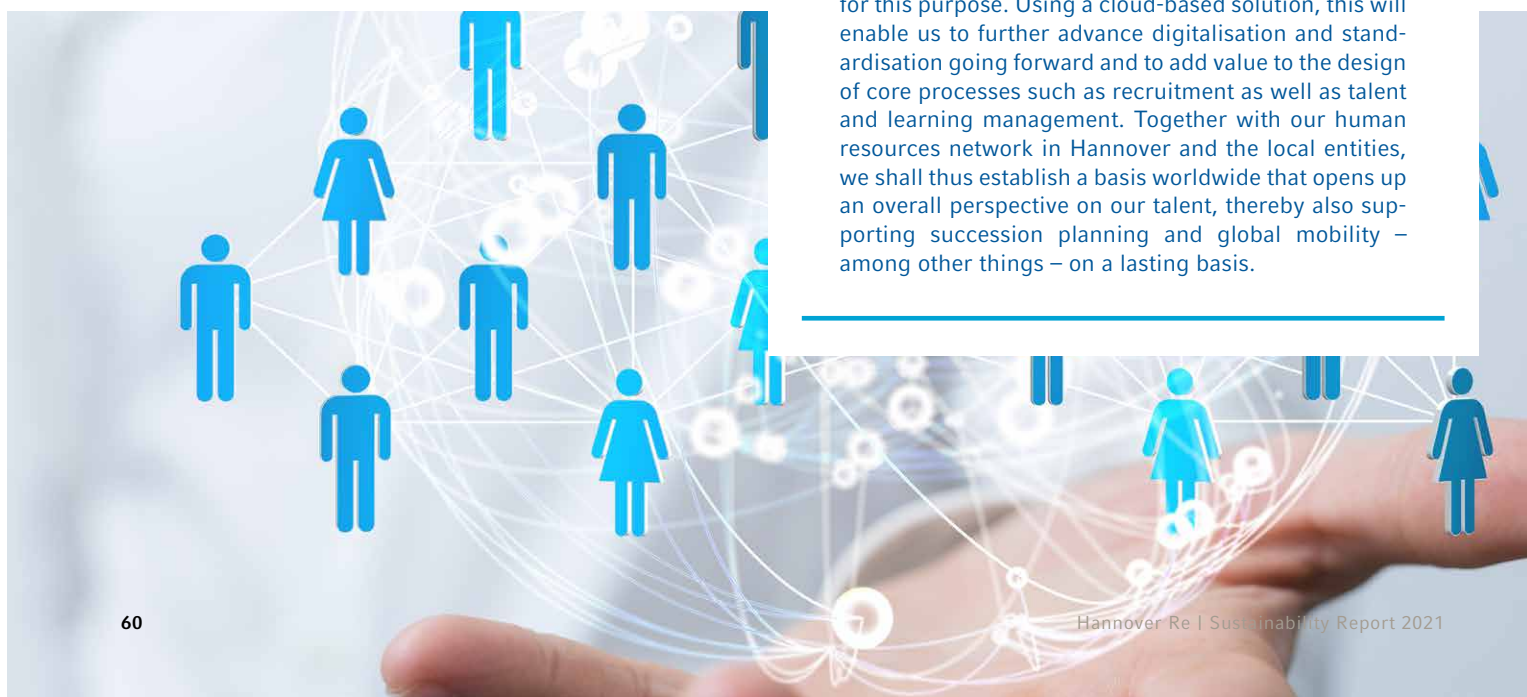 for this purpose. Using a cloud-based solution, this will
enable us to further advance digitalisation and stand-
ardisation going forward and to add value to the design
of core processes such as recruitment as well as talent
and learning management. Together with our human
resources network in Hannover and the local entities,
we shall thus establish a basis worldwide that opens up
an overall perspective on our talent, thereby also sup-
porting succession planning and global mobility –
among other things – on a lasting basis.
60
Hannover Re | Sustainability Report 2021